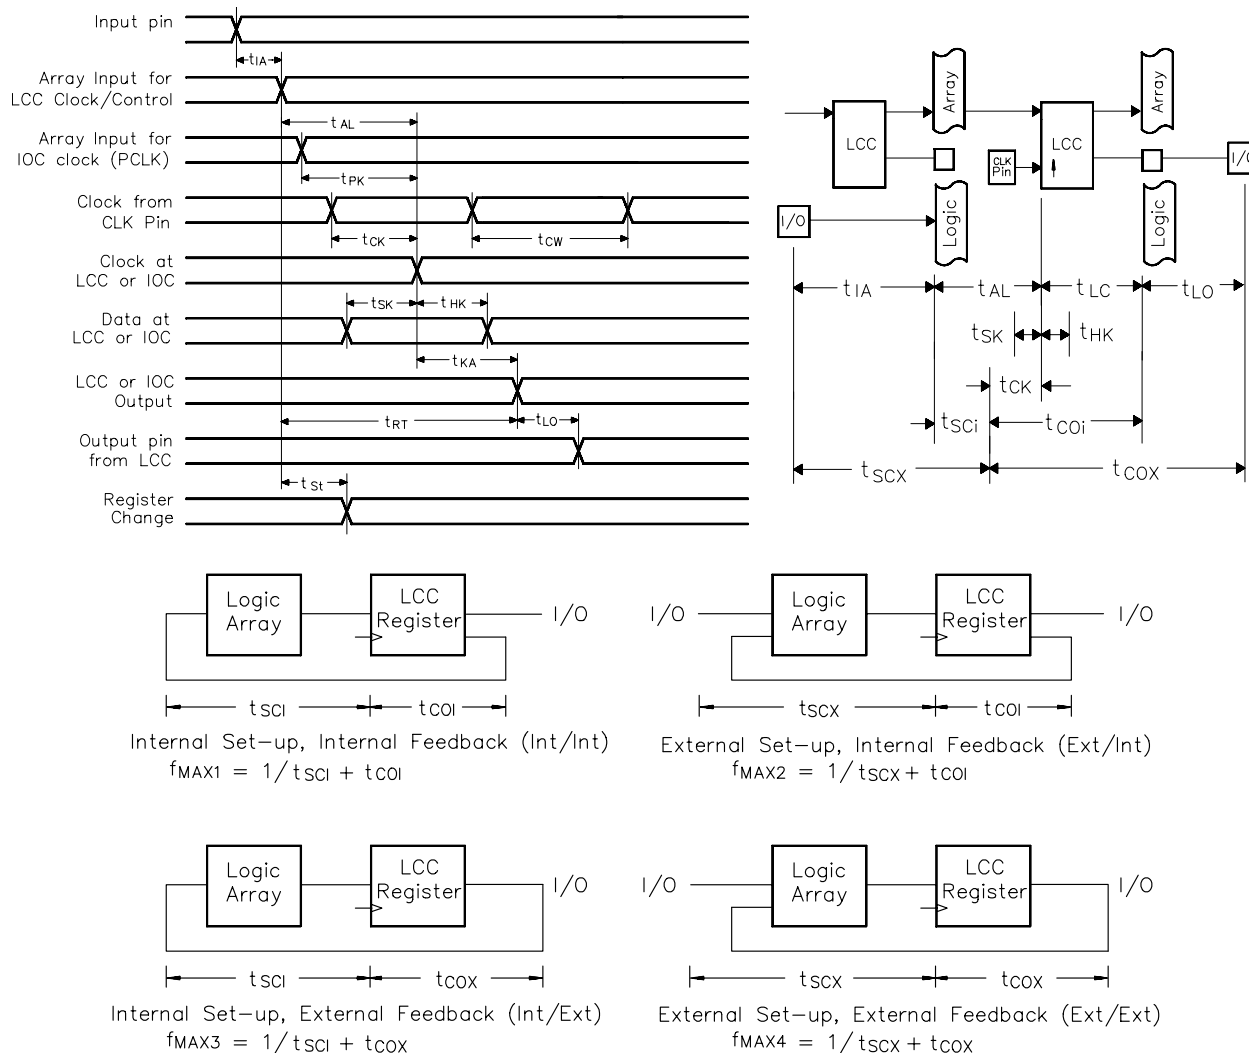 Input pin
tIA
Array Input for
LCC Clock/Control
tAL
Array Input for
IOC clock (PCLK)
tPK
Clock from
CLK Pin
tCK
tCW
Clock at
LCC or IOC
tSK
tHK
Data at
LCC or IOC
tKA
LCC or IOC
Output
tRT
tLO
Output pin
from LCC
tSt
Register
Change
Array
Array
LCC
LCC
CLK
Pin
I/O
I/O
Logic
Logic
tIA
tAL
tLC
tLO
tSK
tHK
tCK
tSCi
tCOi
tSCX
tCOX
Logic
Array
LCC
Register
I/O
tSCI
tCOI
Internal Set-up, Internal Feedback (Int/Int)
fMAX1 = 1/tSCI + tCOI
I/O
Logic
Array
LCC
Register
I/O
tSCX
tCOI
External Set-up, Internal Feedback (Ext/Int)
fMAX2 = 1/tSCX + tCOI
Logic
Array
LCC
Register
I/O
tSCI
tCOX
Internal Set-up, External Feedback (Int/Ext)
fMAX3 = 1/tSCI + tCOX
I/O
Logic
Array
LCC
Register
I/O
tSCX
tCOX
External Set-up, External Feedback (Ext/Ext)
fMAX4 = 1/tSCX + tCOX